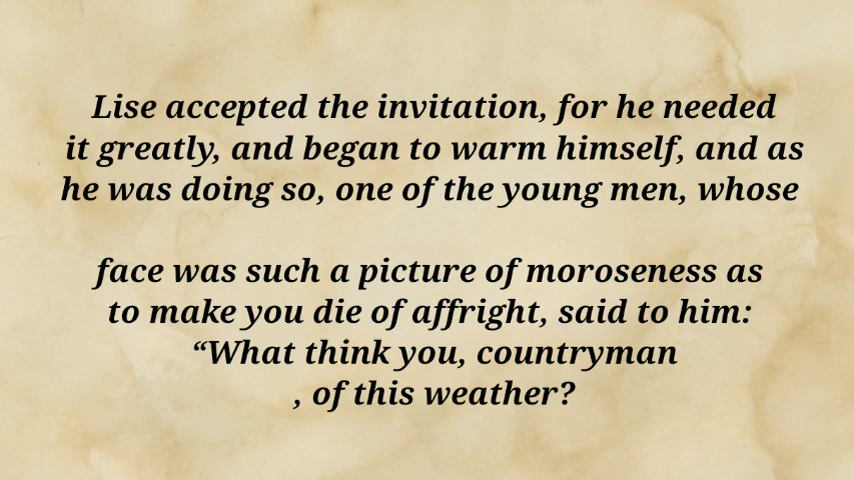 Lise accepted the invitation, for he needed
it greatly, and began to warm himself, and as
he was doing so, one of the young men, whose
face was such a picture of moroseness as
to make you die of affright, said to him:
“What think you, countryman
, of this weather?